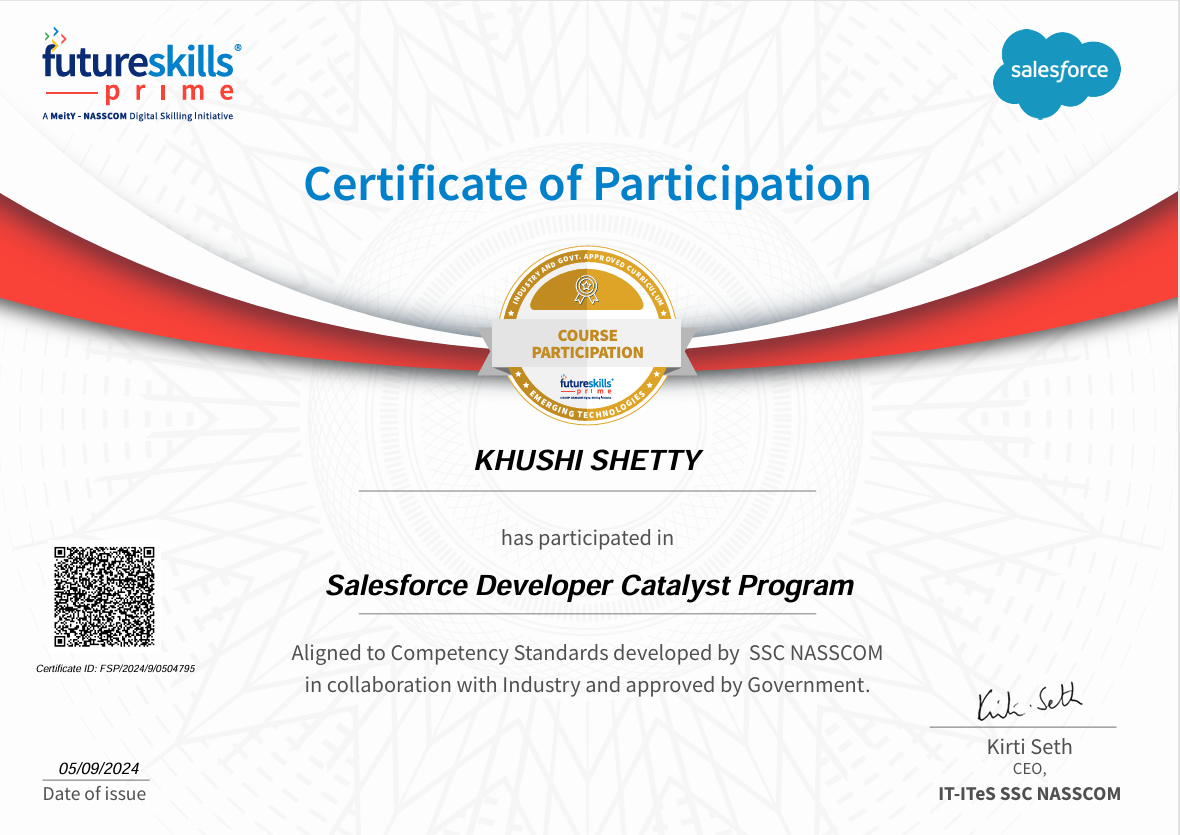 futureskills®
prime
A MeitY - NASSCOM Digital Skilling Initiative
salesforce
Certificate of Participation
INDUSTRY AND GOVT. APPROVED CURRICULUM
COURSE
PARTICIPATION
futureskills®
prime
EMERGING TECHNOLOGIES
KHUSHI SHETTY
has participated in
Salesforce Developer Catalyst Program
Certificate ID: FSP/2024/9/0504795
Aligned to Competency Standards developed by SSC NASSCOM
in collaboration with Industry and approved by Government.
Kirti Seth
Kirti Seth
CEO,
IT-ITeS SSC NASSCOM
05/09/2024
Date of issue